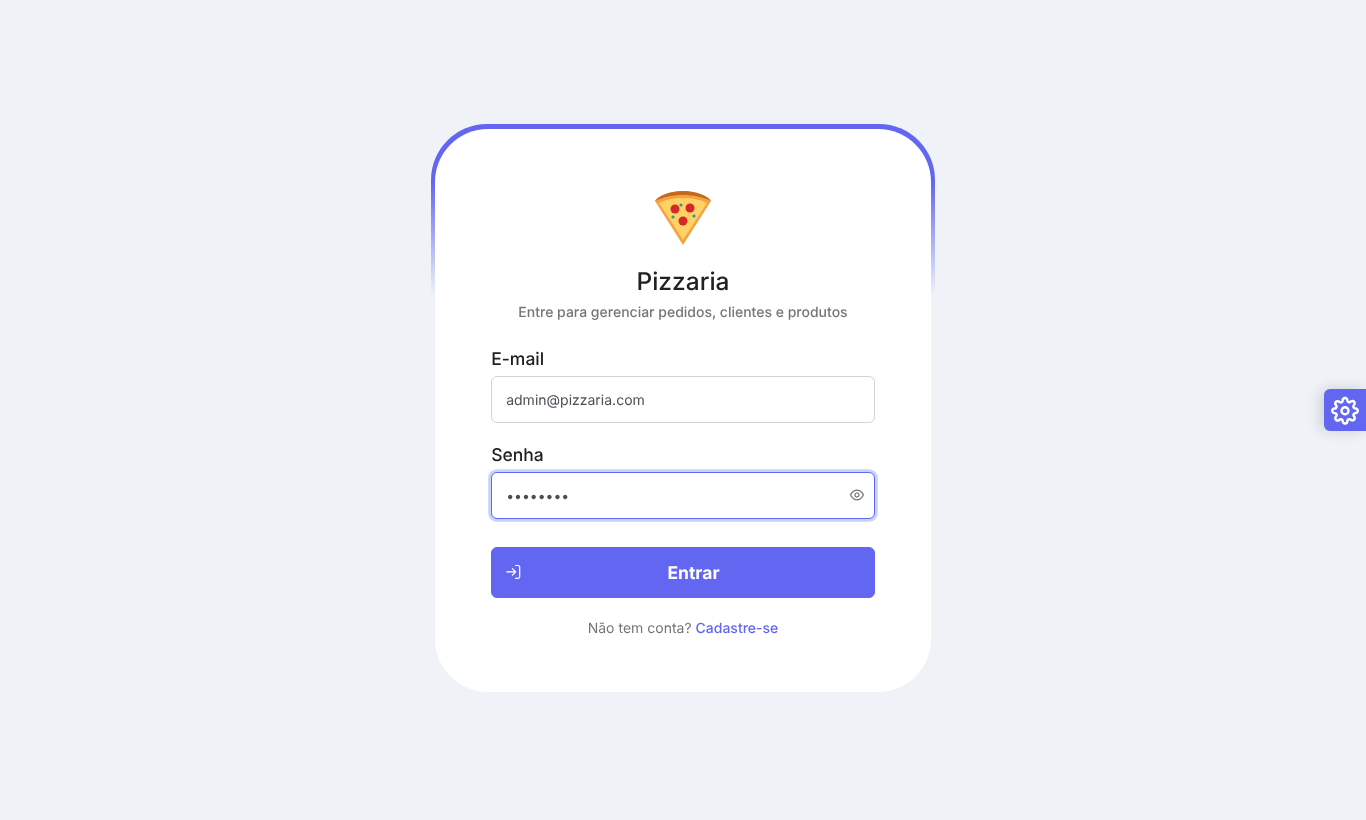 Pizzaria
Entre para gerenciar pedidos, clientes e produtos
E-mail
admin@pizzaria.com
Senha
••••••••
Entrar
Não tem conta? Cadastre-se